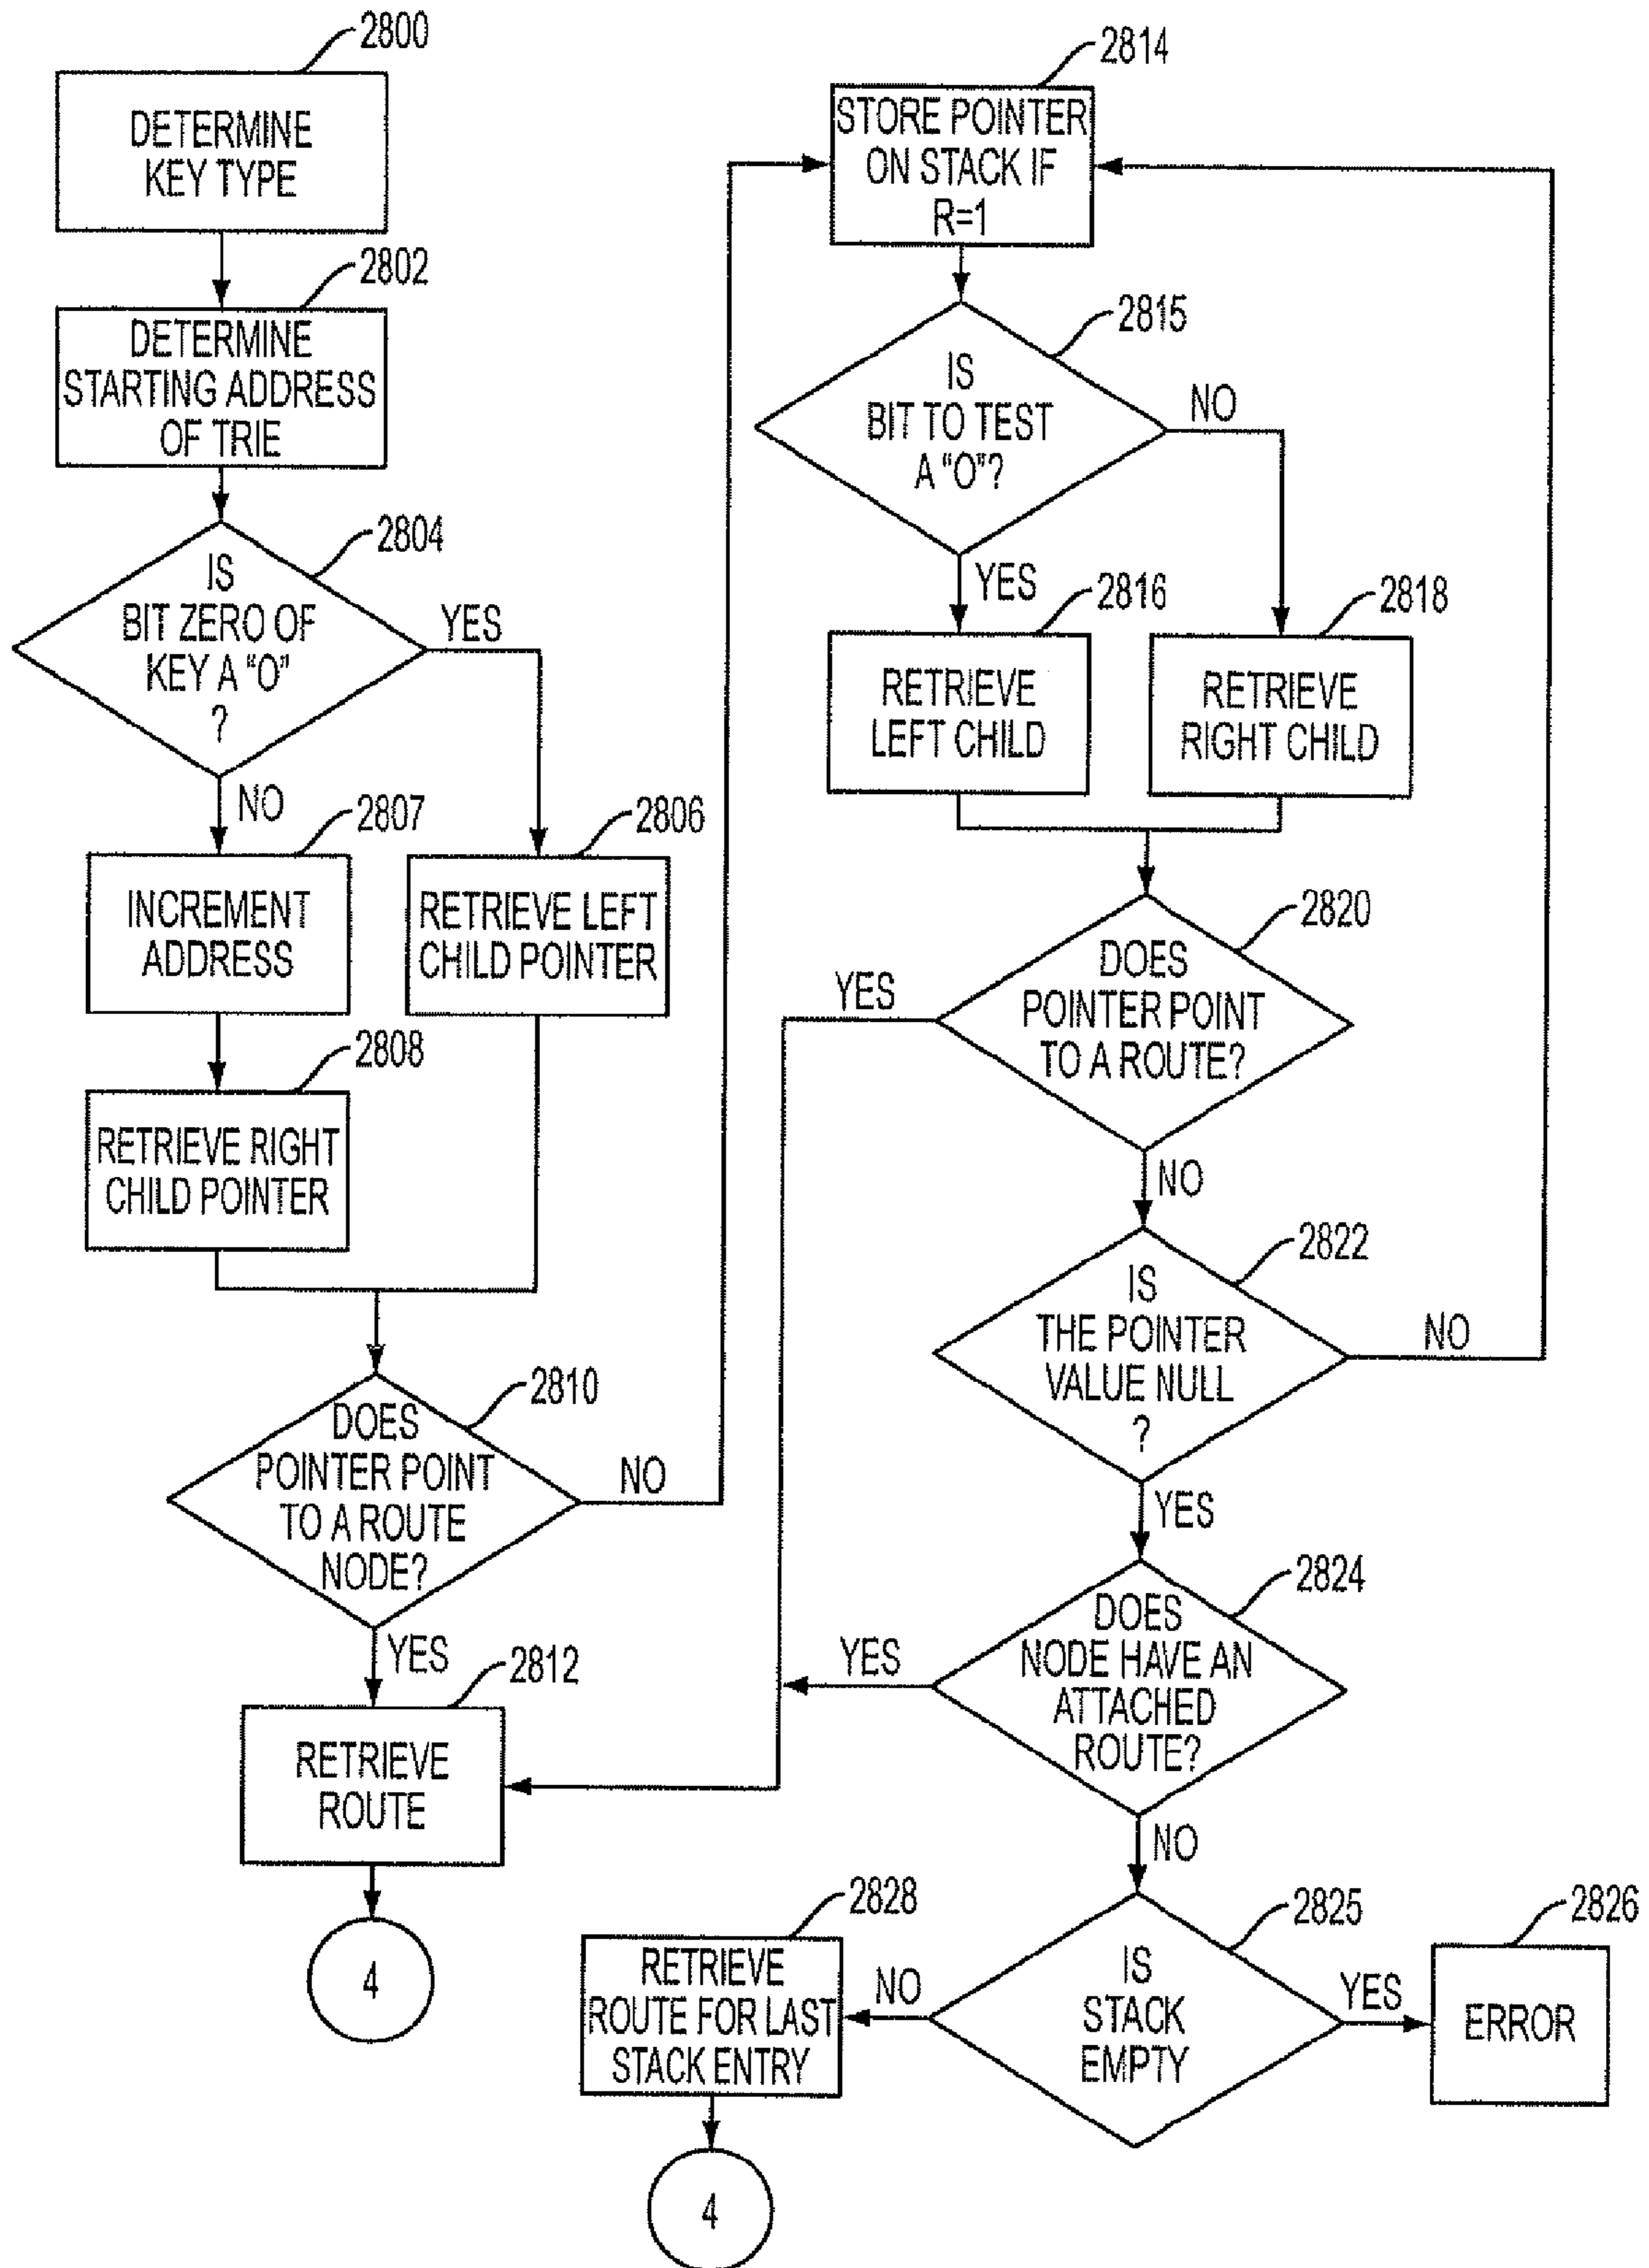 2800
DETERMINE
KEY TYPE
2802
DETERMINE
STARTING ADDRESS
OF TRIE
2804
IS
BIT ZERO OF
KEY A "O"
?
YES
NO
2807
INCREMENT
ADDRESS
2806
RETRIEVE LEFT
CHILD POINTER
2808
RETRIEVE RIGHT
CHILD POINTER
2810
DOES
POINTER POINT
TO A ROUTE
NODE?
NO
YES
2812
RETRIEVE
ROUTE
4
2814
STORE POINTER
ON STACK IF
R=1
2815
IS
BIT TO TEST
A "O"?
NO
YES
2816
RETRIEVE
LEFT CHILD
2818
RETRIEVE
RIGHT CHILD
2820
DOES
POINTER POINT
TO A ROUTE?
YES
NO
2822
IS
THE POINTER
VALUE NULL
?
NO
YES
2824
DOES
NODE HAVE AN
ATTACHED
ROUTE?
YES
NO
2825
IS
STACK
EMPTY
NO
YES
2826
ERROR
2828
RETRIEVE
ROUTE FOR LAST
STACK ENTRY
4